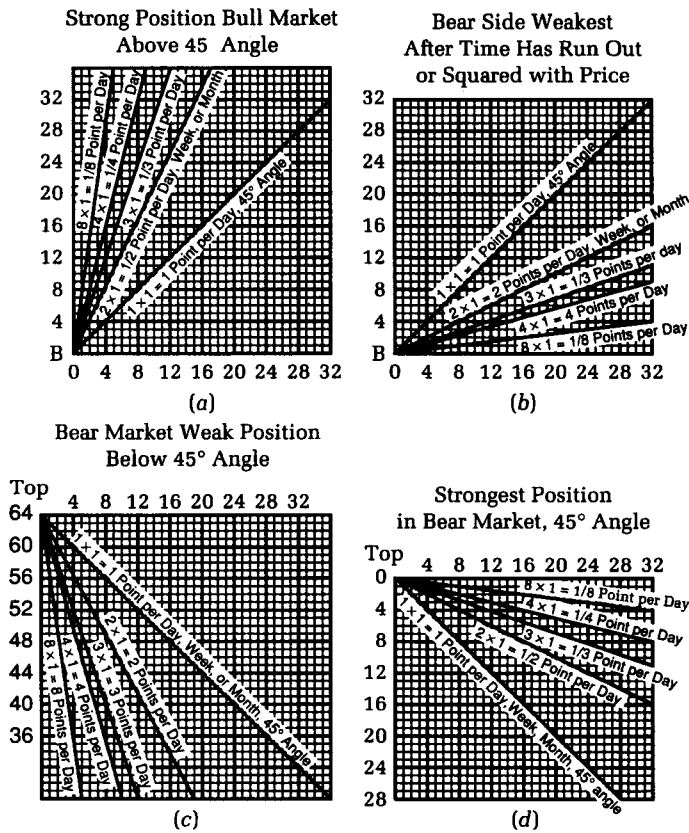 Strong Position Bull Market
Above 45 Angle
32
28
24
20
16
12
8
4
B
0 4 8 12 16 20 24 28 32
8 × 1 = 1/8 Point per Day
4 × 1 = 1/4 Point per Day
3 × 1 = 1/3 Point per Day
2 × 1 = 1/2 Point per Day, Week, or Month
1 × 1 = 1 Point per Day, 45° Angle
(a)
Bear Side Weakest
After Time Has Run Out
or Squared with Price
32
28
24
20
16
12
8
4
B
0 4 8 12 16 20 24 28 32
1 × 1 = 1 Point per Day, 45° Angle
2 × 1 = 2 Points per Day, Week, or Month
3 × 1 = 1/3 Points per day
4 × 1 = 4 Points per Day
8 × 1 = 1/8 Points per Day
(b)
Bear Market Weak Position
Below 45° Angle
Top
4 8 12 16 20 24 28 32
64
60
56
52
48
44
40
36
1 × 1 = 1 Point per Day, Week, or Month, 45° Angle
2 × 1 = 2 Points per Day
3 × 1 = 3 Points per Day
4 × 1 = 4 Points per Day
8 × 1 = 8 Points per Day
(c)
Strongest Position
in Bear Market, 45° Angle
Top
4 8 12 16 20 24 28 32
0
4
8
12
16
20
24
28
8 × 1 = 1/8 Point per Day
4 × 1 = 1/4 Point per Day
3 × 1 = 1/3 Point per Day
2 × 1 = 1/2 Point per Day,
1 × 1 = 1 Point per Day, Week, Month, 45° angle
(d)